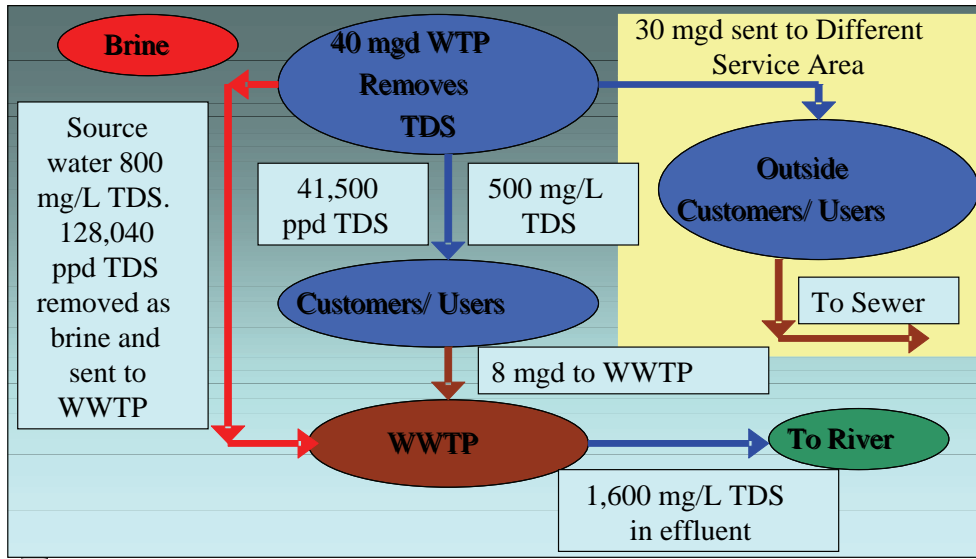 Brine
40 mgd WTP
Removes
TDS
30 mgd sent to Different
Service Area
Source
water 800
mg/L TDS.
128,040
ppd TDS
removed as
brine and
sent to
WWTP
41,500
ppd TDS
500 mg/L
TDS
Outside
Customers/ Users
Customers/ Users
To Sewer
8 mgd to WWTP
WWTP
To River
1,600 mg/L TDS
in effluent